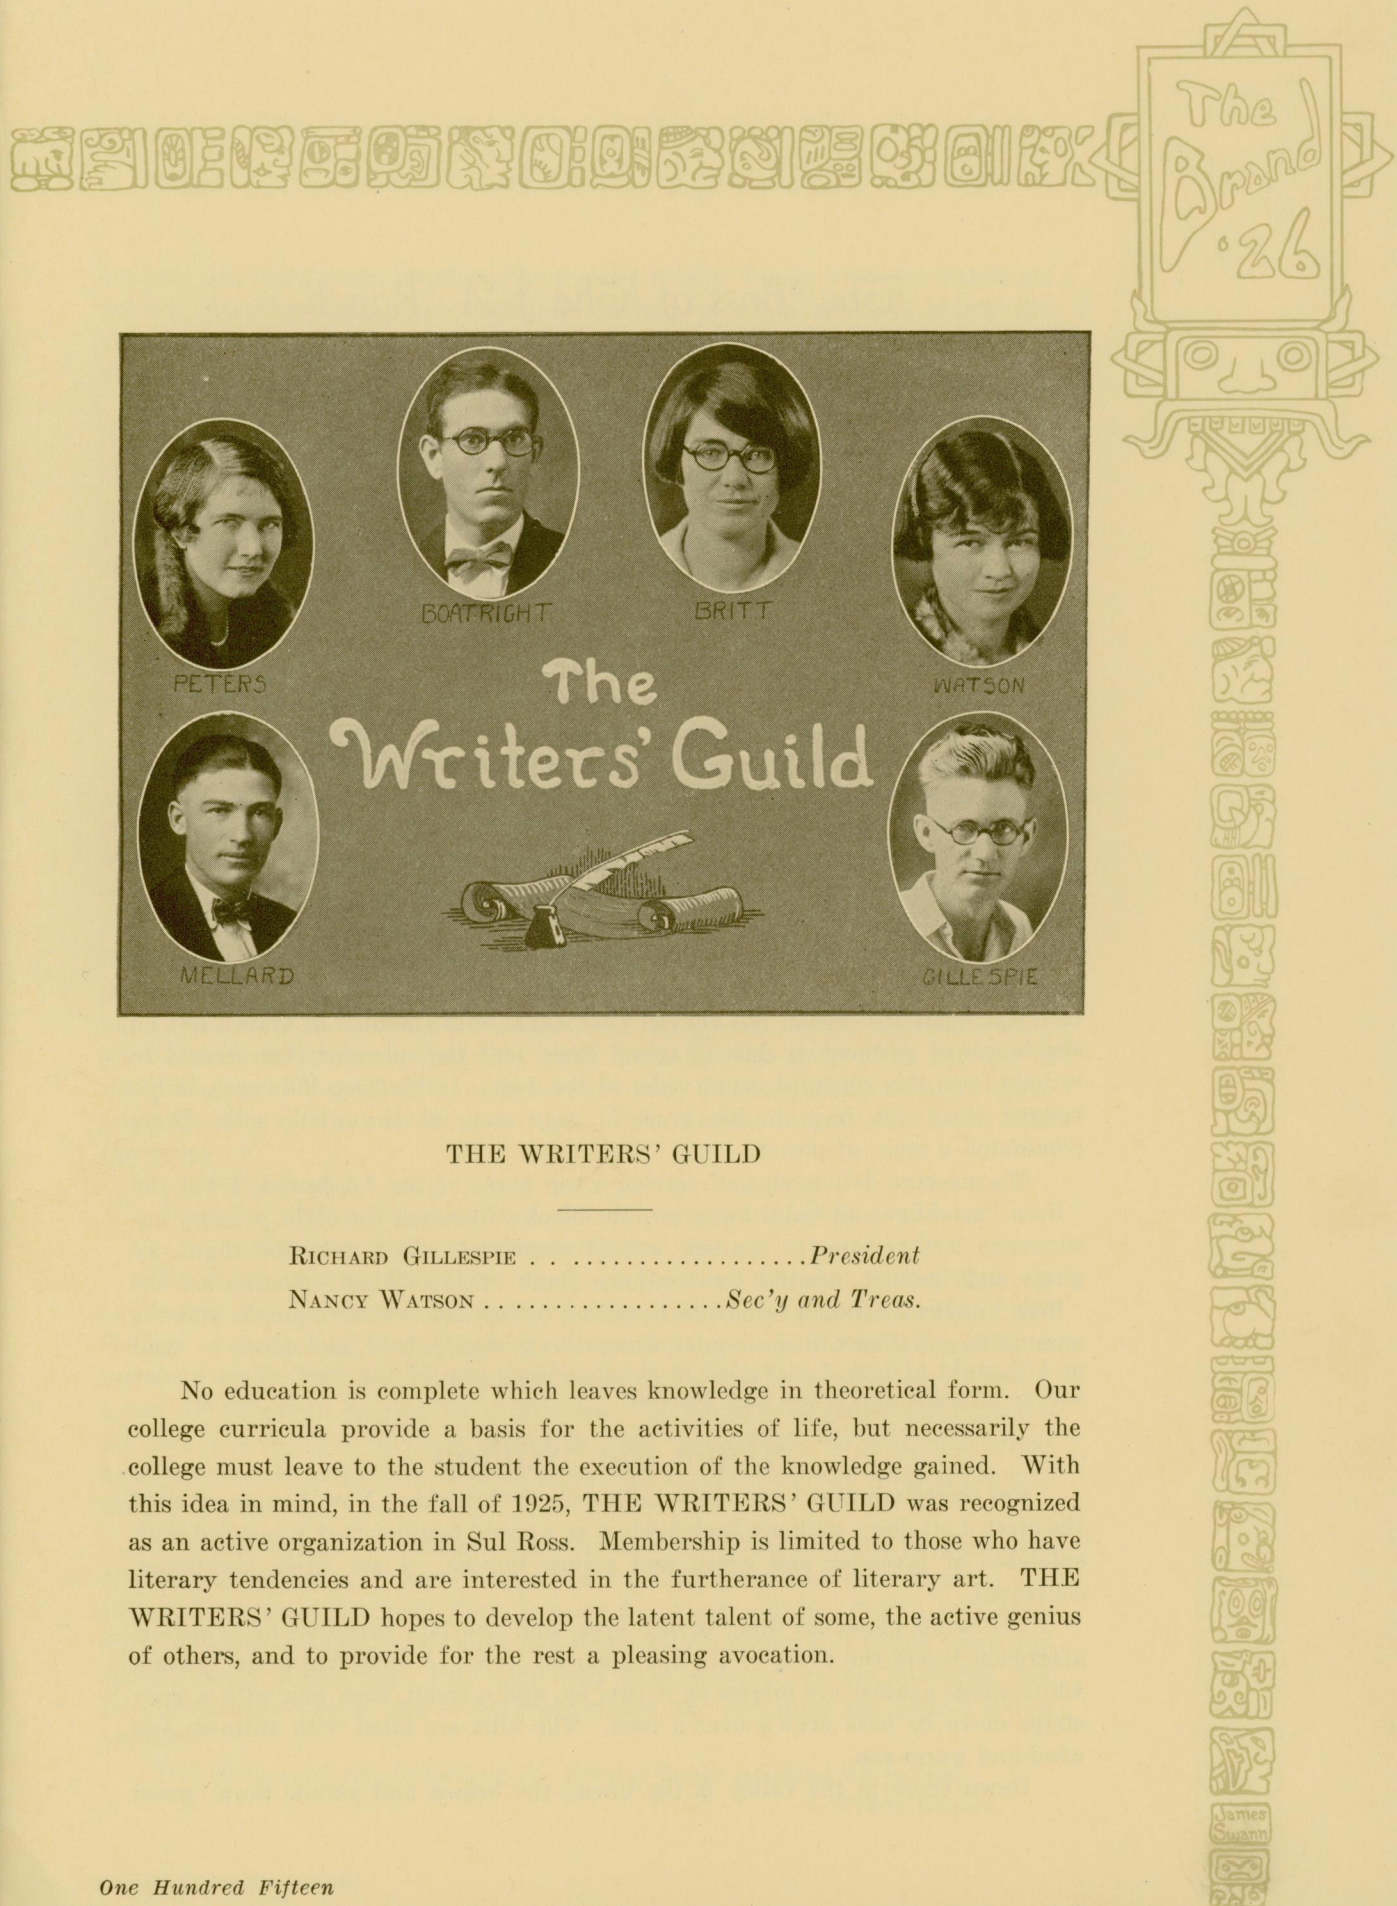 The
Brand
'26
BOATRIGHT
BRITT
PETERS
WATSON
The
Writers' Guild
MELLARD
GILLESPIE
THE WRITERS' GUILD
RICHARD GILLESPIE . . ...................President
NANCY WATSON ..................Sec'y and Treas.
No education is complete which leaves knowledge in theoretical form. Our
college curricula provide a basis for the activities of life, but necessarily the
college must leave to the student the execution of the knowledge gained. With
this idea in mind, in the fall of 1925, THE WRITERS' GUILD was recognized
as an active organization in Sul Ross. Membership is limited to those who have
literary tendencies and are interested in the furtherance of literary art. THE
WRITERS' GUILD hopes to develop the latent talent of some, the active genius
of others, and to provide for the rest a pleasing avocation.
James
Swann
One Hundred Fifteen